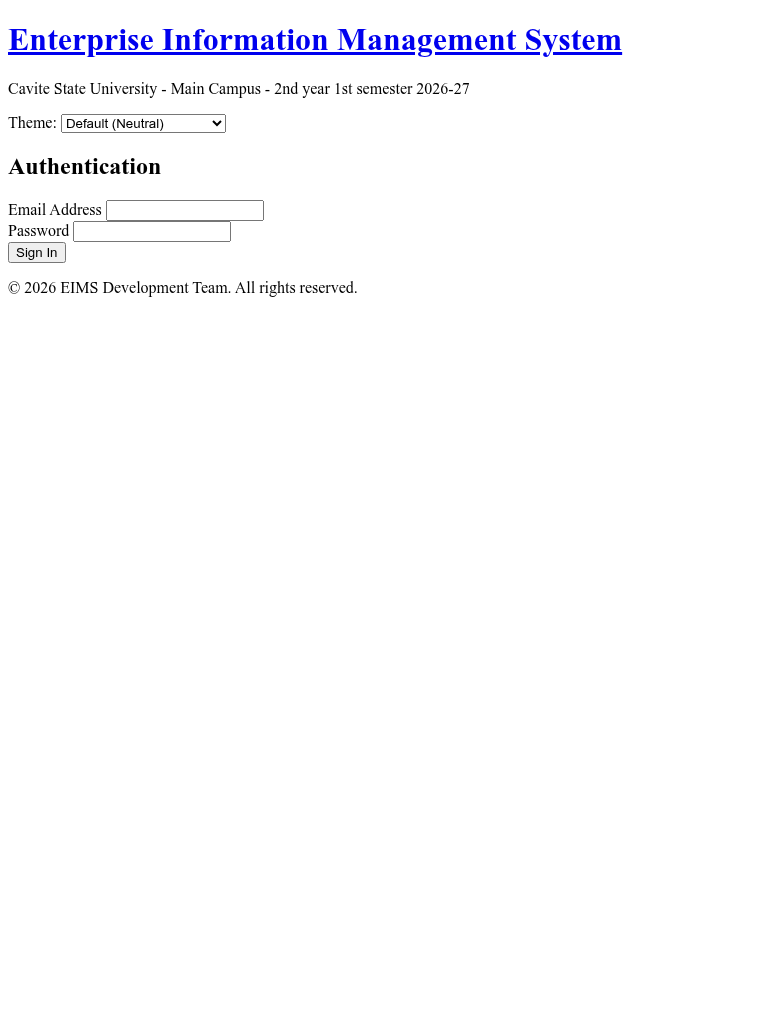 Enterprise Information Management System
Cavite State University - Main Campus - 2nd year 1st semester 2026-27
Theme: Default (Neutral)
Authentication
Email Address
Password
Sign In
© 2026 EIMS Development Team. All rights reserved.